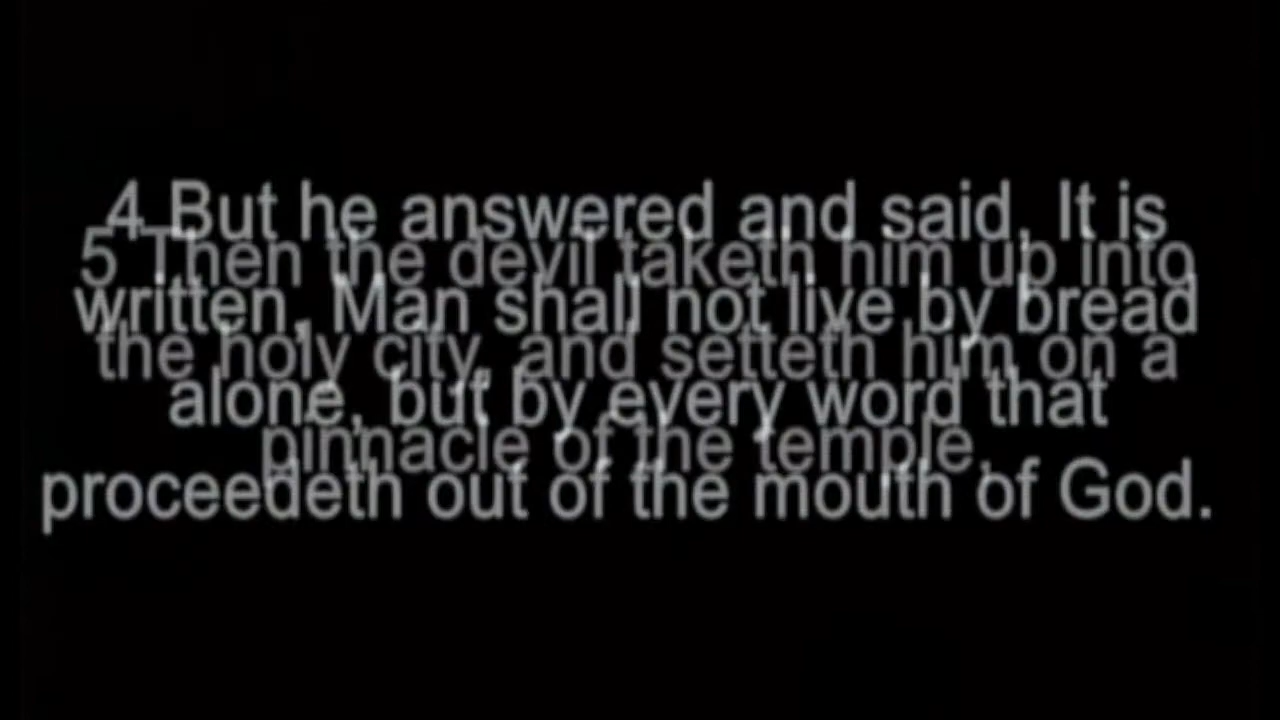 4 But he answered and said, It is
written, Man shall not live by bread
alone, but by every word that
proceedeth out of the mouth of God.
5 Then the devil taketh him up into
the holy city, and setteth him on a
pinnacle of the temple,